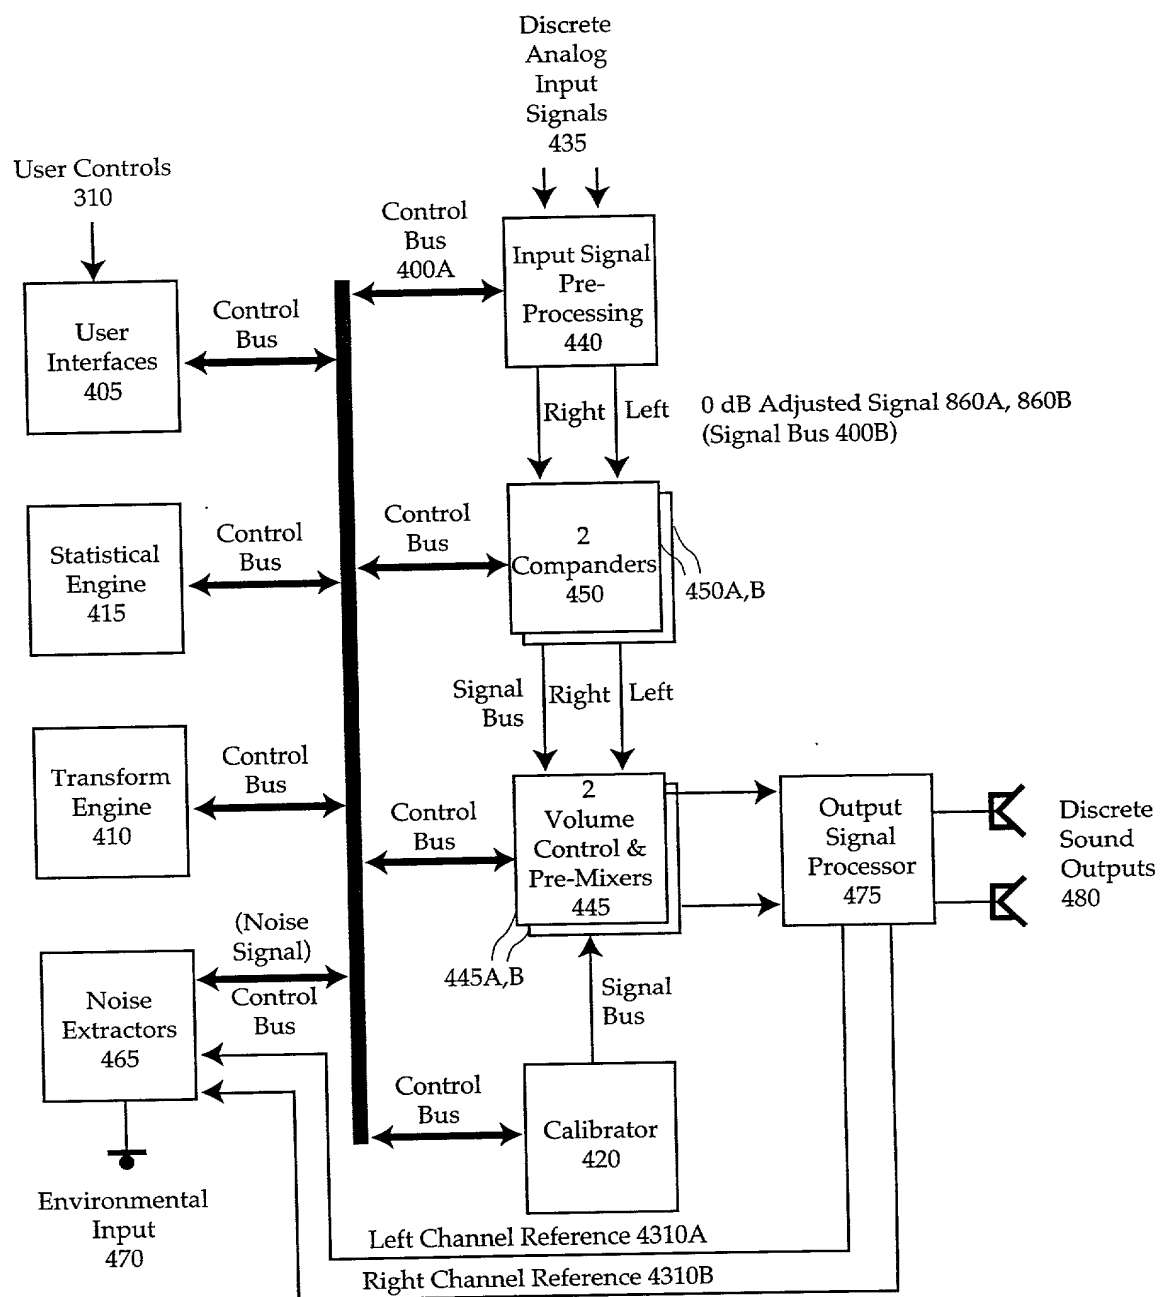 Discrete
Analog
Input
Signals
435
User Controls
310
Control
Bus
400A
Input Signal
Pre-
Processing
440
User
Interfaces
405
Control
Bus
Right
Left
0 dB Adjusted Signal 860A, 860B
(Signal Bus 400B)
Statistical
Engine
415
Control
Bus
Control
Bus
2
Companders
450
450A,B
Signal
Bus
Right
Left
Transform
Engine
410
Control
Bus
Control
Bus
2
Volume
Control &
Pre-Mixers
445
Output
Signal
Processor
475
Discrete
Sound
Outputs
480
445A,B
(Noise
Signal)
Control
Bus
Noise
Extractors
465
Signal
Bus
Control
Bus
Calibrator
420
Environmental
Input
470
Left Channel Reference 4310A
Right Channel Reference 4310B